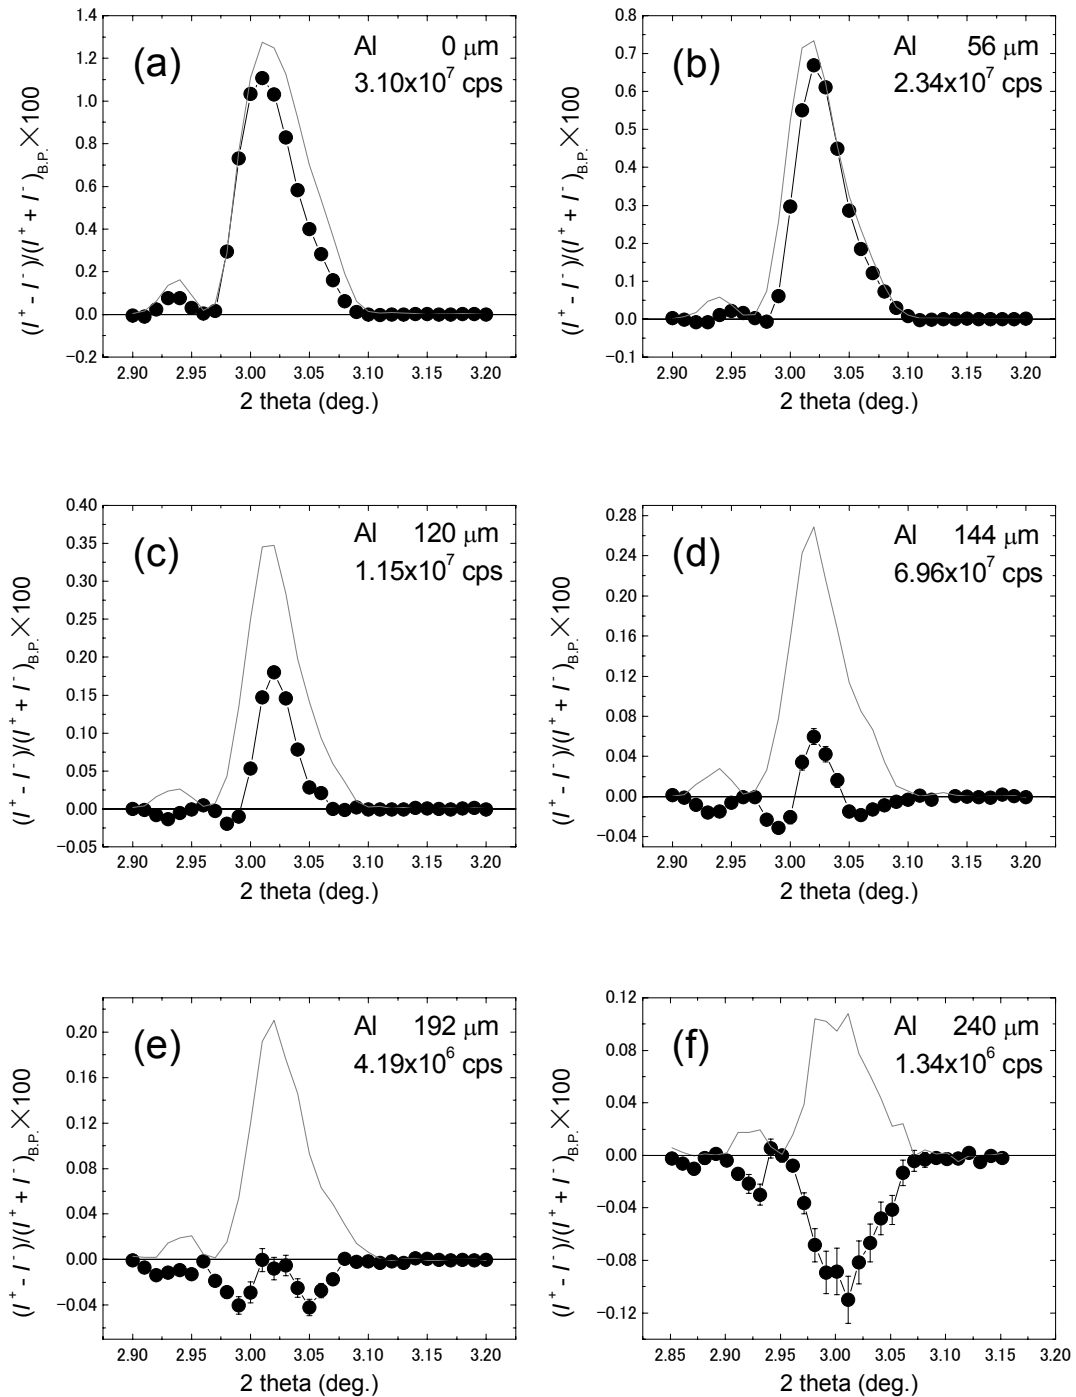 (a)
Al 0 μm
3.10x10⁷ cps
1.4
1.2
1.0
0.8
0.6
0.4
0.2
0.0
−0.2
(I⁺ - I⁻)/(I⁺ + I⁻)B.P.×100
2.90 2.95 3.00 3.05 3.10 3.15 3.20
2 theta (deg.)
(b)
Al 56 μm
2.34x10⁷ cps
0.8
0.7
0.6
0.5
0.4
0.3
0.2
0.1
0.0
−0.1
(I⁺ - I⁻)/(I⁺ + I⁻)B.P.×100
2.90 2.95 3.00 3.05 3.10 3.15 3.20
2 theta (deg.)
(c)
Al 120 μm
1.15x10⁷ cps
0.40
0.35
0.30
0.25
0.20
0.15
0.10
0.05
0.00
−0.05
(I⁺ - I⁻)/(I⁺ + I⁻)B.P.×100
2.90 2.95 3.00 3.05 3.10 3.15 3.20
2 theta (deg.)
(d)
Al 144 μm
6.96x10⁷ cps
0.28
0.24
0.20
0.16
0.12
0.08
0.04
0.00
−0.04
(I⁺ - I⁻)/(I⁺ + I⁻)B.P.×100
2.90 2.95 3.00 3.05 3.10 3.15 3.20
2 theta (deg.)
(e)
Al 192 μm
4.19x10⁶ cps
0.20
0.16
0.12
0.08
0.04
0.00
−0.04
(I⁺ - I⁻)/(I⁺ + I⁻)B.P.×100
2.90 2.95 3.00 3.05 3.10 3.15 3.20
2 theta (deg.)
(f)
Al 240 μm
1.34x10⁶ cps
0.12
0.08
0.04
0.00
−0.04
−0.08
−0.12
(I⁺ - I⁻)/(I⁺ + I⁻)B.P.×100
2.85 2.90 2.95 3.00 3.05 3.10 3.15 3.20
2 theta (deg.)